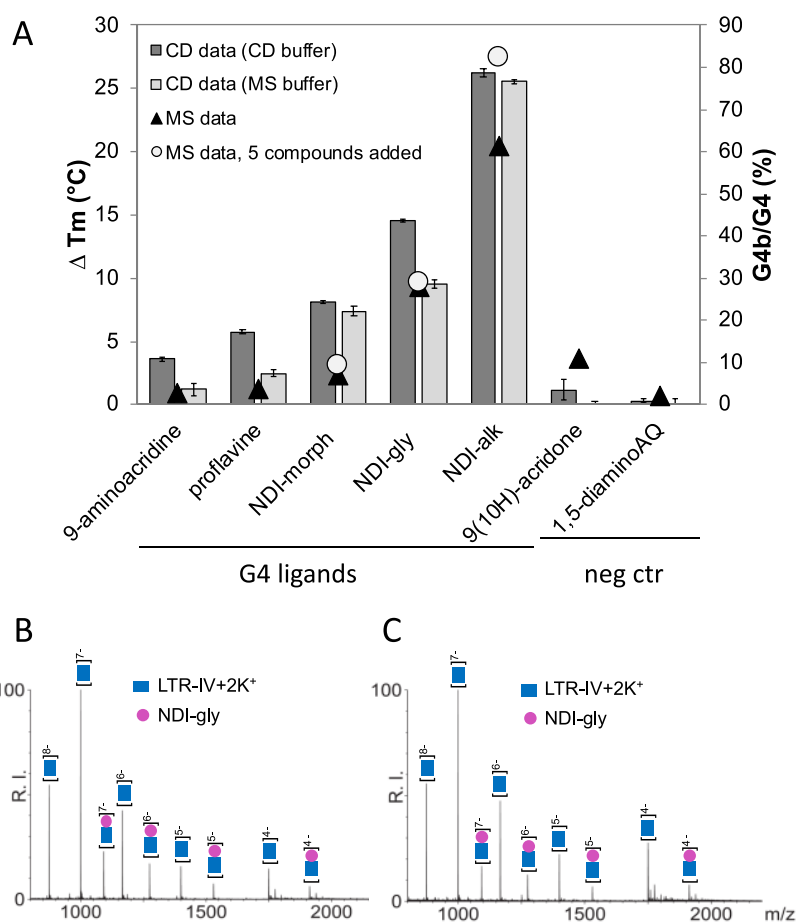 A
30
25
20
15
10
5
0
Δ Tm (°C)
CD data (CD buffer)
CD data (MS buffer)
MS data
MS data, 5 compounds added
90
80
70
60
50
40
30
20
10
0
G4b/G4 (%)
9-aminoacridine
proflavine
NDI-morph
NDI-gly
NDI-alk
9(10H)-acridone
1,5-diaminoAQ
G4 ligands
neg ctr
B
100
R. I.
0
[ ]8-
[ ]7-
[ ]7-
[ ]6-
[ ]6-
[ ]5-
[ ]5-
[ ]4-
[ ]4-
LTR-IV+2K⁺
NDI-gly
1000
1500
2000
C
100
R. I.
0
[ ]8-
[ ]7-
[ ]7-
[ ]6-
[ ]6-
[ ]5-
[ ]5-
[ ]4-
[ ]4-
LTR-IV+2K⁺
NDI-gly
1000
1500
2000
m/z